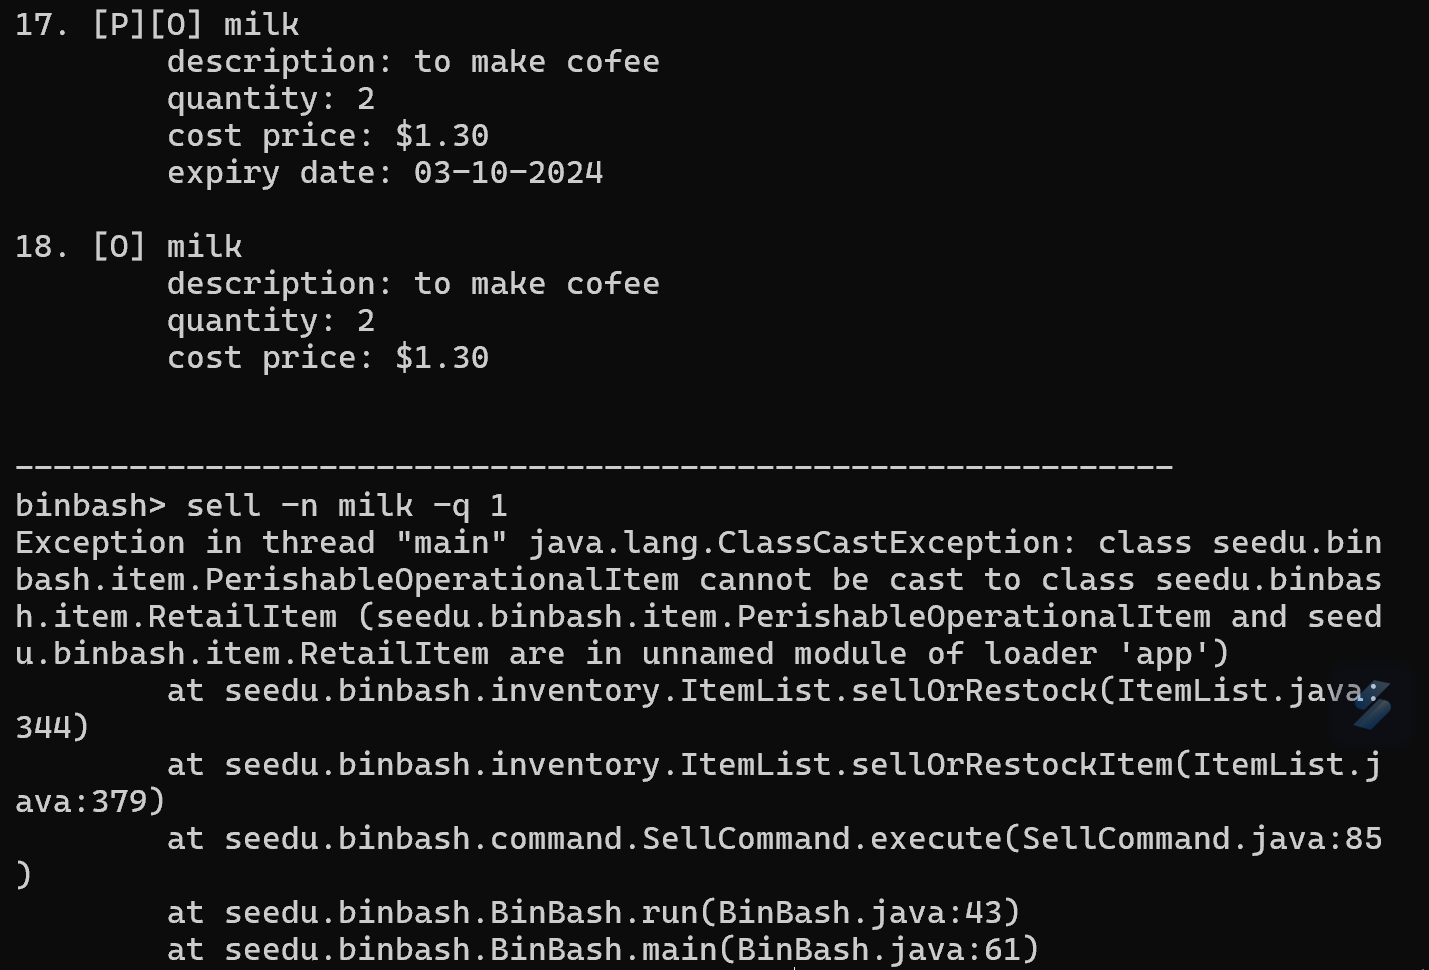 17. [P][O] milk
description: to make cofee
quantity: 2
cost price: $1.30
expiry date: 03-10-2024
18. [O] milk
description: to make cofee
quantity: 2
cost price: $1.30
-------------------------------------------------------------
binbash> sell -n milk -q 1
Exception in thread "main" java.lang.ClassCastException: class seedu.bin
bash.item.PerishableOperationalItem cannot be cast to class seedu.binbas
h.item.RetailItem (seedu.binbash.item.PerishableOperationalItem and seed
u.binbash.item.RetailItem are in unnamed module of loader 'app')
at seedu.binbash.inventory.ItemList.sellOrRestock(ItemList.java:
344)
at seedu.binbash.inventory.ItemList.sellOrRestockItem(ItemList.j
ava:379)
at seedu.binbash.command.SellCommand.execute(SellCommand.java:85
)
at seedu.binbash.BinBash.run(BinBash.java:43)
at seedu.binbash.BinBash.main(BinBash.java:61)